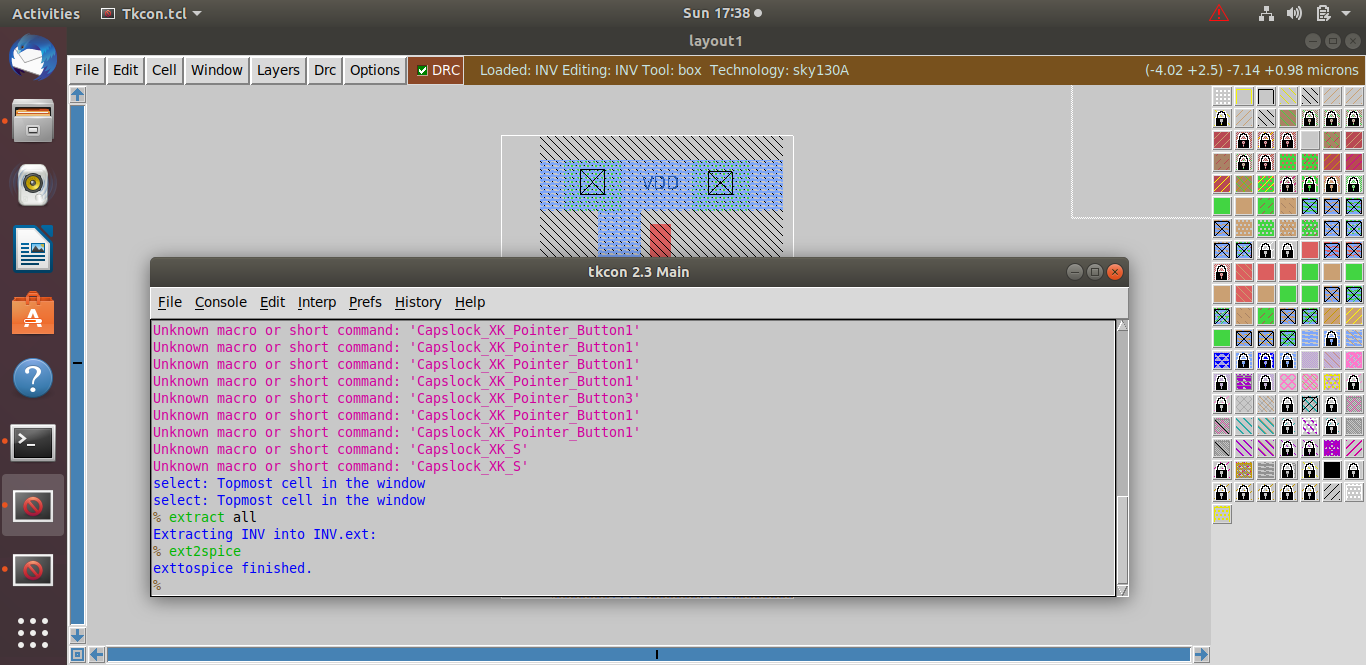 Activities Tkcon.tcl Sun 17:38
layout1
File Edit Cell Window Layers Drc Options DRC Loaded: INV Editing: INV Tool: box Technology: sky130A (-4.02 +2.5) -7.14 +0.98 microns
VDD
tkcon 2.3 Main
File Console Edit Interp Prefs History Help
Unknown macro or short command: 'Capslock_XK_Pointer_Button1'
Unknown macro or short command: 'Capslock_XK_Pointer_Button1'
Unknown macro or short command: 'Capslock_XK_Pointer_Button1'
Unknown macro or short command: 'Capslock_XK_Pointer_Button1'
Unknown macro or short command: 'Capslock_XK_Pointer_Button3'
Unknown macro or short command: 'Capslock_XK_Pointer_Button1'
Unknown macro or short command: 'Capslock_XK_Pointer_Button1'
Unknown macro or short command: 'Capslock_XK_S'
Unknown macro or short command: 'Capslock_XK_S'
select: Topmost cell in the window
select: Topmost cell in the window
% extract all
Extracting INV into INV.ext:
% ext2spice
exttospice finished.
%